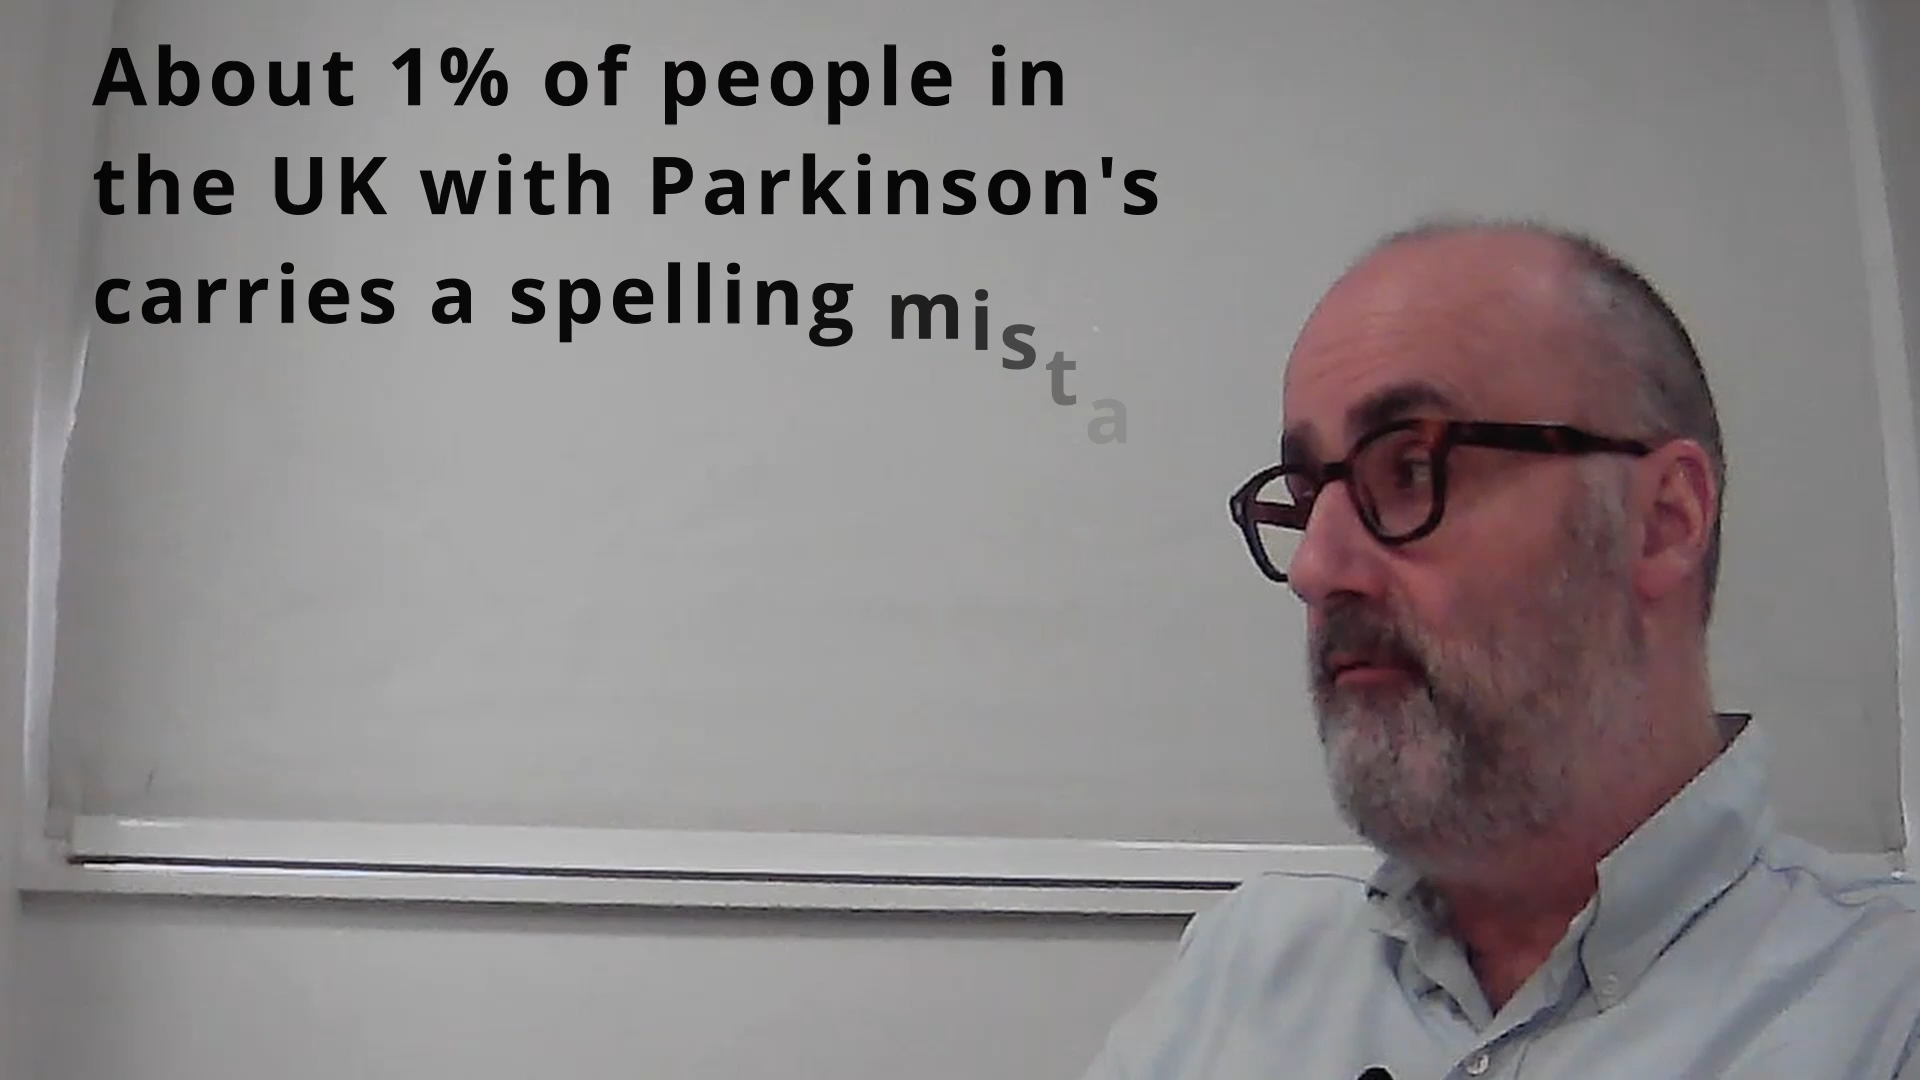 About 1% of people in
the UK with Parkinson's
carries a spelling mista